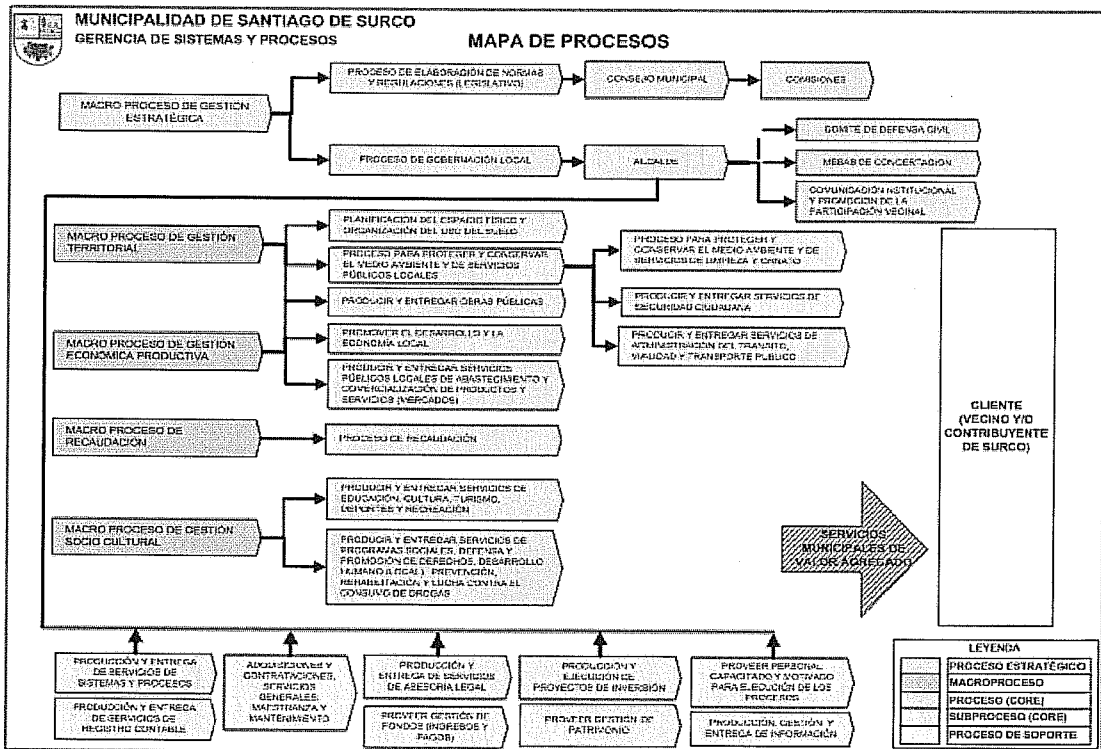 MUNICIPALIDAD DE SANTIAGO DE SURCO
GERENCIA DE SISTEMAS Y PROCESOS
MAPA DE PROCESOS
MACRO PROCESO DE GESTIÓN
ESTRATÉGICA
PROCESO DE ELABORACIÓN DE NORMAS
Y REGULACIONES (LEGISLATIVO)
CONSEJO MUNICIPAL
COMISIONES
PROCESO DE GOBERNACIÓN LOCAL
ALCALDE
COMITÉ DE DEFENSA CIVIL
MESAS DE CONCERTACIÓN
COMUNICACIÓN INSTITUCIONAL
Y PROMOCIÓN DE LA
PARTICIPACIÓN VECINAL
MACRO PROCESO DE GESTIÓN
TERRITORIAL
PLANIFICACIÓN DEL ESPACIO FÍSICO Y
ORGANIZACIÓN DEL USO DEL SUELO
PROCESO PARA PROTEGER Y CONSERVAR
EL MEDIO AMBIENTE Y DE SERVICIOS
PÚBLICOS LOCALES
PROCESO PARA PROTEGER Y
CONSERVAR EL MEDIO AMBIENTE Y DE
SERVICIOS DE LIMPIEZA Y ORNATO
PRODUCIR Y ENTREGAR OBRAS PÚBLICAS
PRODUCIR Y ENTREGAR SERVICIOS DE
SEGURIDAD CIUDADANA
MACRO PROCESO DE GESTIÓN
ECONÓMICA PRODUCTIVA
PROMOVER EL DESARROLLO Y LA
ECONOMÍA LOCAL
PRODUCIR Y ENTREGAR SERVICIOS DE
ADMINISTRACIÓN DEL TRÁNSITO,
VIALIDAD Y TRANSPORTE PÚBLICO
PRODUCIR Y ENTREGAR SERVICIOS
PÚBLICOS LOCALES DE ABASTECIMIENTO Y
COMERCIALIZACIÓN DE PRODUCTOS Y
SERVICIOS (MERCADOS)
MACRO PROCESO DE
RECAUDACIÓN
PROCESO DE RECAUDACIÓN
MACRO PROCESO DE GESTIÓN
SOCIO CULTURAL
PRODUCIR Y ENTREGAR SERVICIOS DE
EDUCACIÓN, CULTURA, TURISMO,
DEPORTES Y RECREACIÓN
PRODUCIR Y ENTREGAR SERVICIOS DE
PROGRAMAS SOCIALES, DEFENSA Y
PROMOCIÓN DE DERECHOS, DESARROLLO
HUMANO (LOCAL), PREVENCIÓN,
REHABILITACIÓN Y LUCHA CONTRA EL
CONSUMO DE DROGAS
CLIENTE
(VECINO Y/O
CONTRIBUYENTE
DE SURCO)
SERVICIOS
MUNICIPALES DE
VALOR AGREGADO
PRODUCCIÓN Y ENTREGA
DE SERVICIOS DE
SISTEMAS Y PROCESOS
PRODUCCIÓN Y ENTREGA
DE SERVICIOS DE
REGISTRO CONTABLE
ADQUISICIONES Y
CONTRATACIONES,
SERVICIOS
GENERALES,
MAESTRANZA Y
MANTENIMIENTO
PRODUCCIÓN Y
ENTREGA DE SERVICIOS
DE ASESORÍA LEGAL
PROVEER GESTIÓN DE
FONDOS (INGRESOS Y
PAGOS)
PRODUCCIÓN Y
EJECUCIÓN DE
PROYECTOS DE INVERSIÓN
PROVEER GESTIÓN DE
PATRIMONIO
PROVEER PERSONAL
CAPACITADO Y MOTIVADO
PARA EJECUCIÓN DE LOS
PROCESOS
PRODUCCIÓN, GESTIÓN Y
ENTREGA DE INFORMACIÓN
LEYENDA
PROCESO ESTRATÉGICO
MACROPROCESO
PROCESO (CORE)
SUBPROCESO (CORE)
PROCESO DE SOPORTE